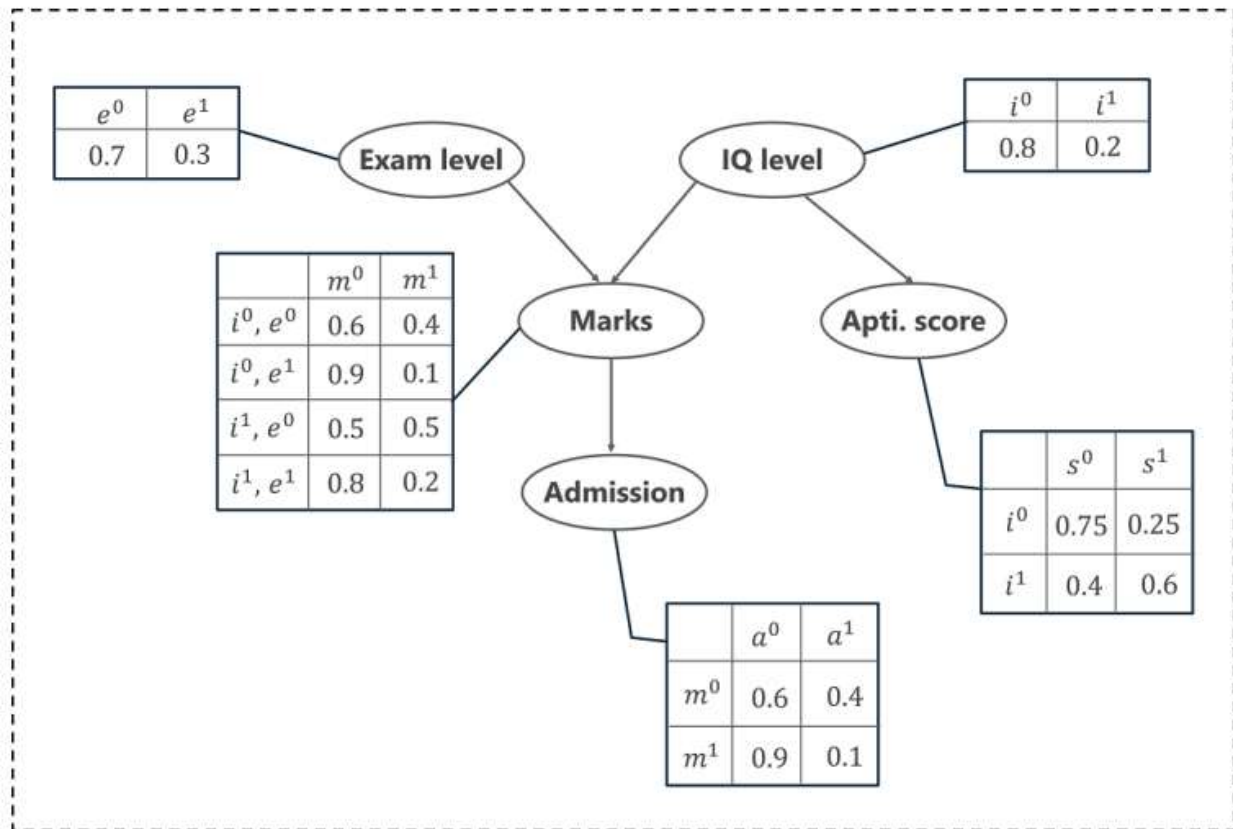 e⁰ e¹
0.7 0.3
Exam level
IQ level
i⁰ i¹
0.8 0.2
m⁰ m¹
i⁰, e⁰ 0.6 0.4
i⁰, e¹ 0.9 0.1
i¹, e⁰ 0.5 0.5
i¹, e¹ 0.8 0.2
Marks
Apti. score
Admission
s⁰ s¹
i⁰ 0.75 0.25
i¹ 0.4 0.6
a⁰ a¹
m⁰ 0.6 0.4
m¹ 0.9 0.1